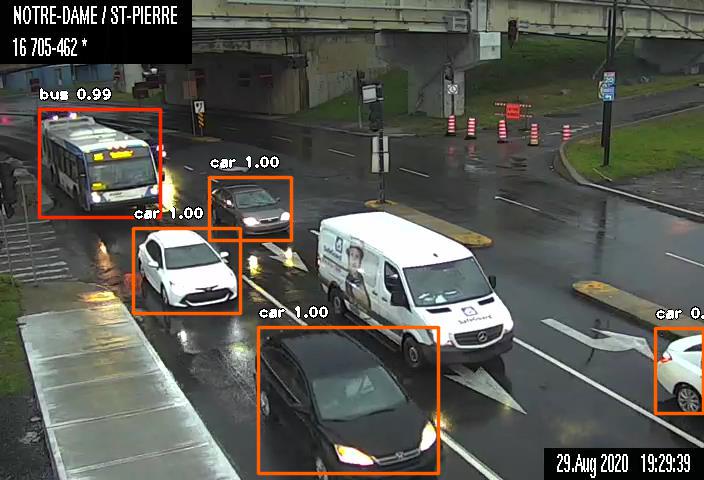 NOTRE-DAME / ST-PIERRE
16 705-462 *
bus 0.99
car 1.00
car 1.00
car 1.00
car 0.
29.Aug 2020 19:29:39